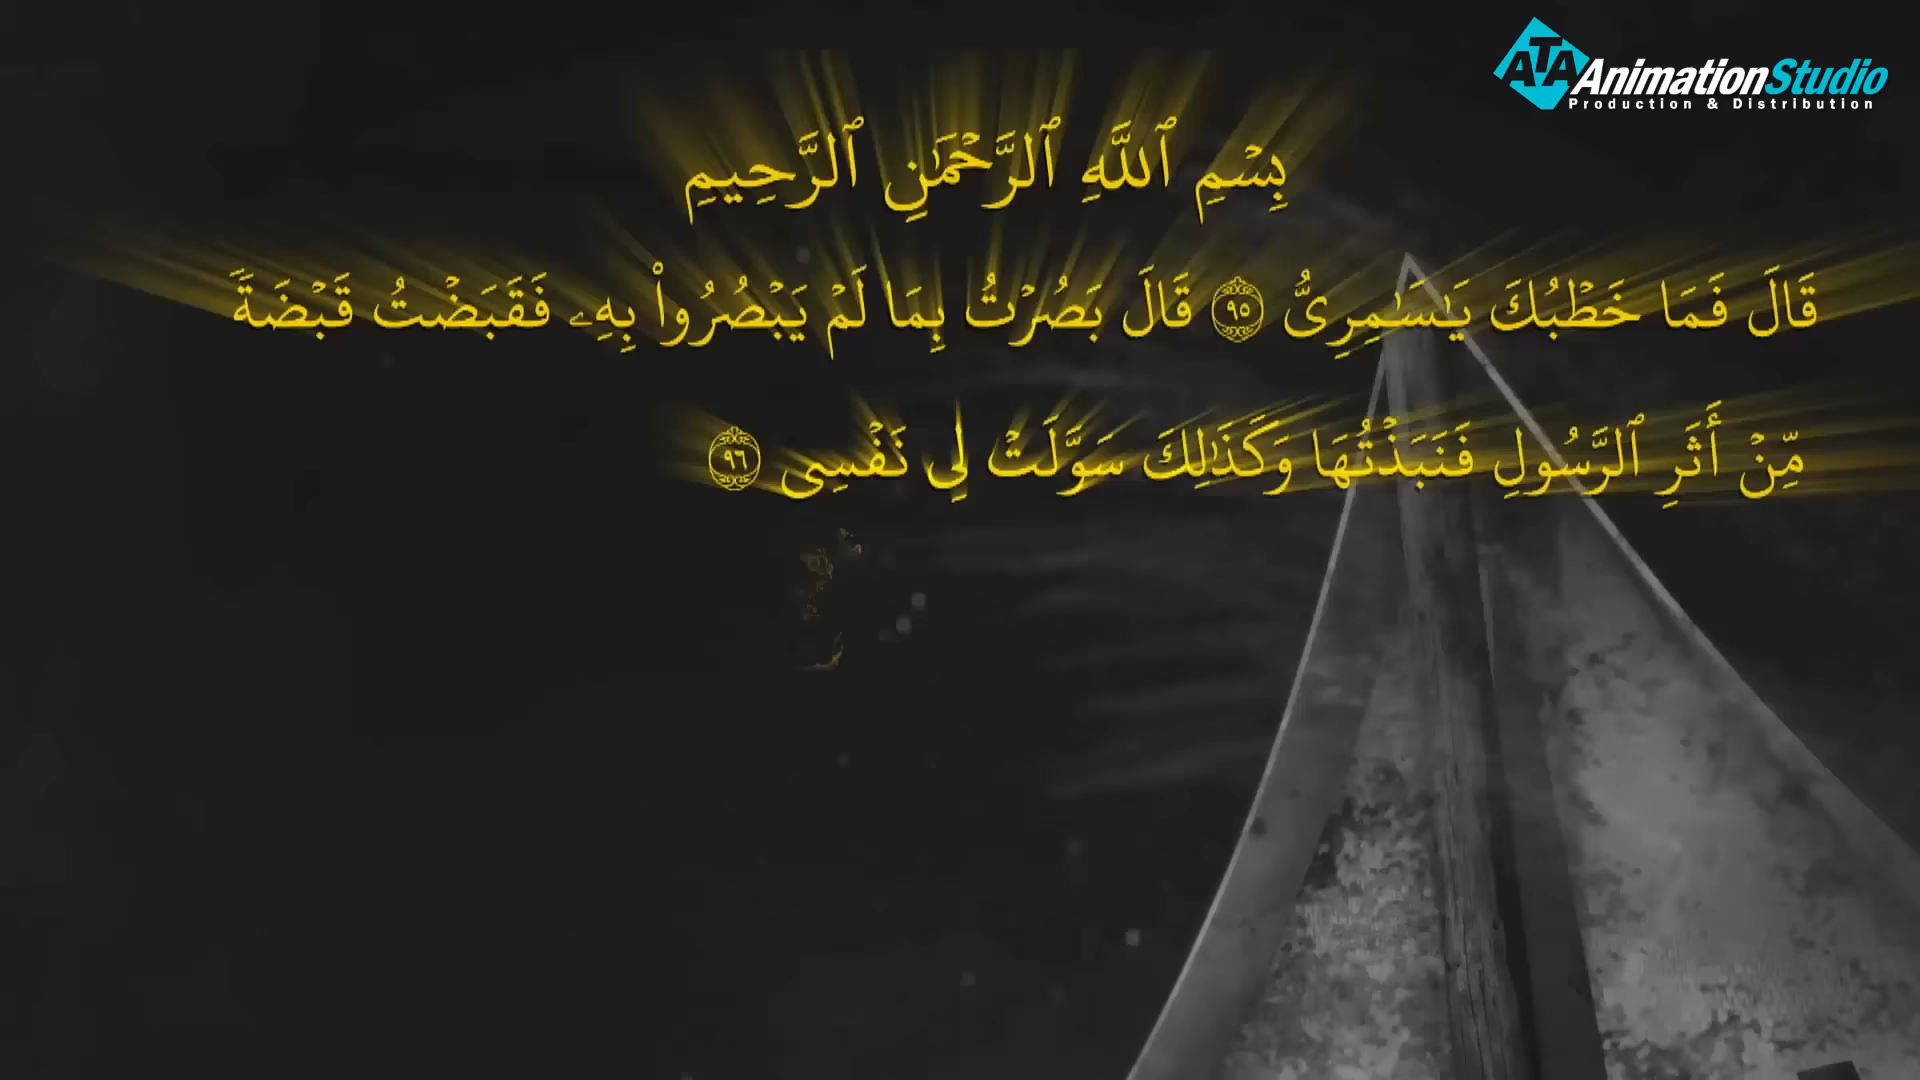 ATA AnimationStudio
Production & Distribution
بِسْمِ ٱللَّهِ ٱلرَّحْمَٰنِ ٱلرَّحِيمِ
قَالَ فَمَا خَطْبُكَ يَـٰسَـٰمِرِىُّ ٩٥ قَالَ بَصُرْتُ بِمَا لَمْ يَبْصُرُوا۟ بِهِۦ فَقَبَضْتُ قَبْضَةً
مِّنْ أَثَرِ ٱلرَّسُولِ فَنَبَذْتُهَا وَكَذَٰلِكَ سَوَّلَتْ لِى نَفْسِى ٩٦